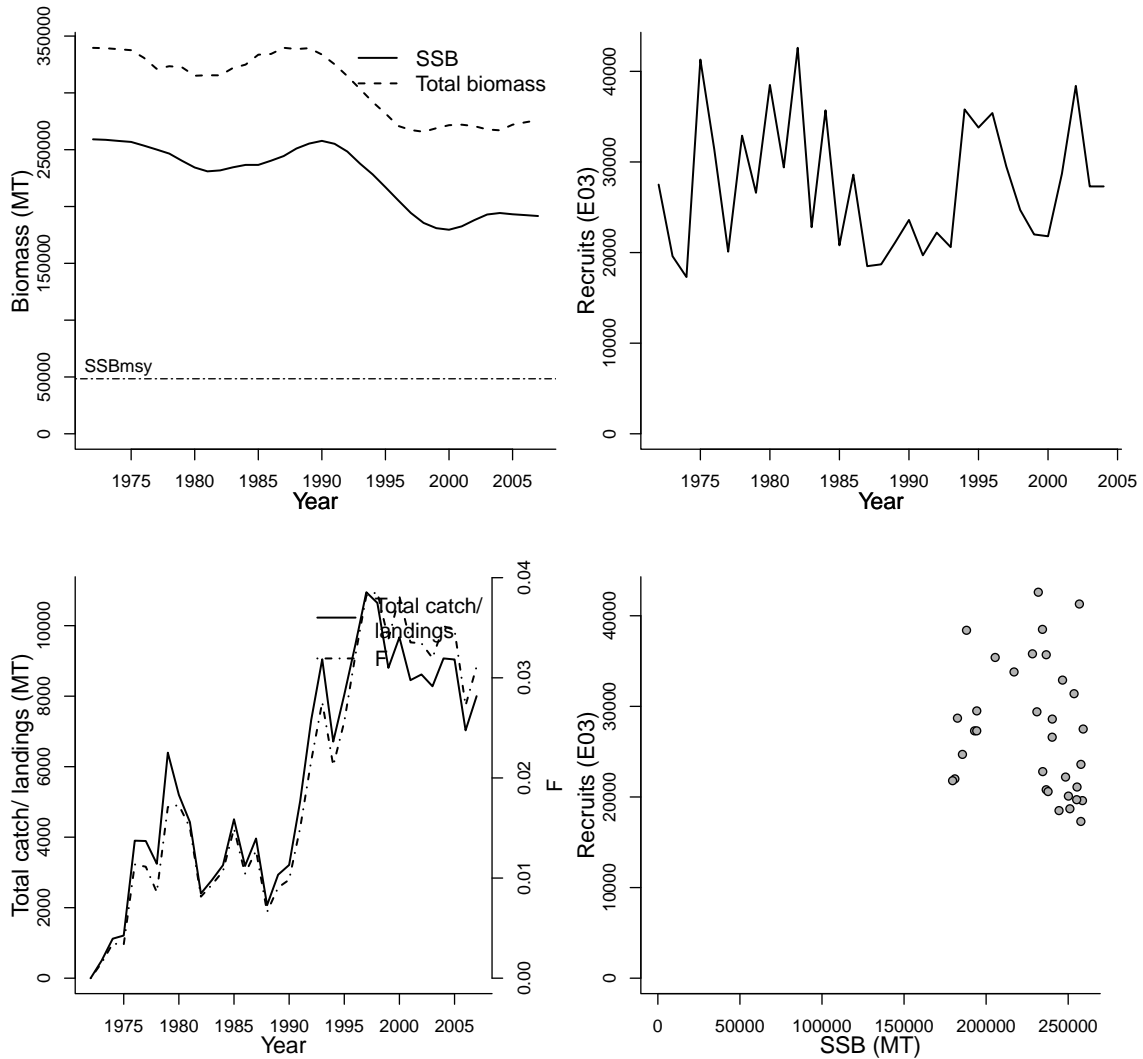 350000
250000
150000
50000
0
Biomass (MT)
SSB
Total biomass
SSBmsy
1975 1980 1985 1990 1995 2000 2005
Year
40000
30000
20000
10000
0
Recruits (E03)
1975 1980 1985 1990 1995 2000 2005
Year
10000
8000
6000
4000
2000
0
Total catch/ landings (MT)
Total catch/
landings
F
0.04
0.03
0.02
0.01
0.00
F
1975 1980 1985 1990 1995 2000 2005
Year
40000
30000
20000
10000
0
Recruits (E03)
0 50000 100000 150000 200000 250000
SSB (MT)